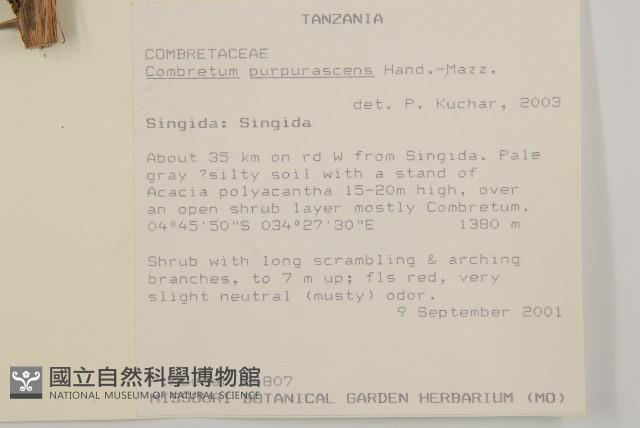 TANZANIA
COMBRETACEAE
Combretum purpurascens Hand.-Mazz.
det. P. Kuchar, 2003
Singida: Singida
About 35 km on rd W from Singida. Pale
gray ?silty soil with a stand of
Acacia polyacantha 15-20m high, over
an open shrub layer mostly Combretum.
04°45'50"S 034°27'30"E 1380 m
Shrub with long scrambling & arching
branches, to 7 m up; fls red, very
slight neutral (musty) odor.
9 September 2001
807
MISSOURI BOTANICAL GARDEN HERBARIUM (MO)
國立自然科學博物館
NATIONAL MUSEUM OF NATURAL SCIENCE